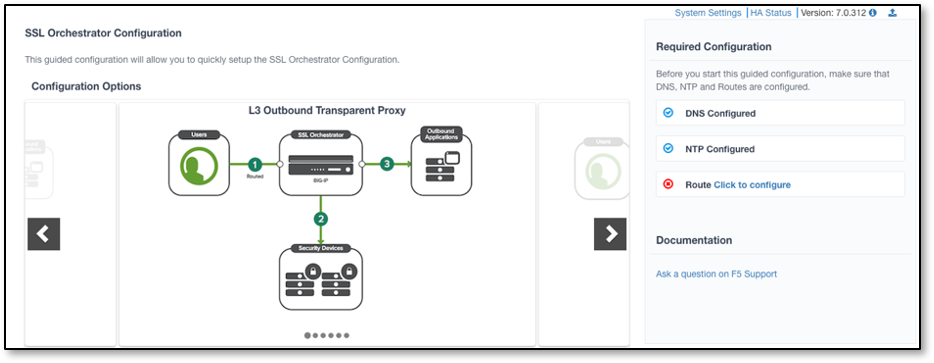 System Settings | HA Status | Version: 7.0.312
SSL Orchestrator Configuration
This guided configuration will allow you to quickly setup the SSL Orchestrator Configuration.
Configuration Options
L3 Outbound Transparent Proxy
Users
SSL Orchestrator
Outbound
Applications
1
Routed
BIG-IP
3
2
Security Devices
Users
Required Configuration
Before you start this guided configuration, make sure that
DNS, NTP and Routes are configured.
DNS Configured
NTP Configured
Route Click to configure
Documentation
Ask a question on F5 Support